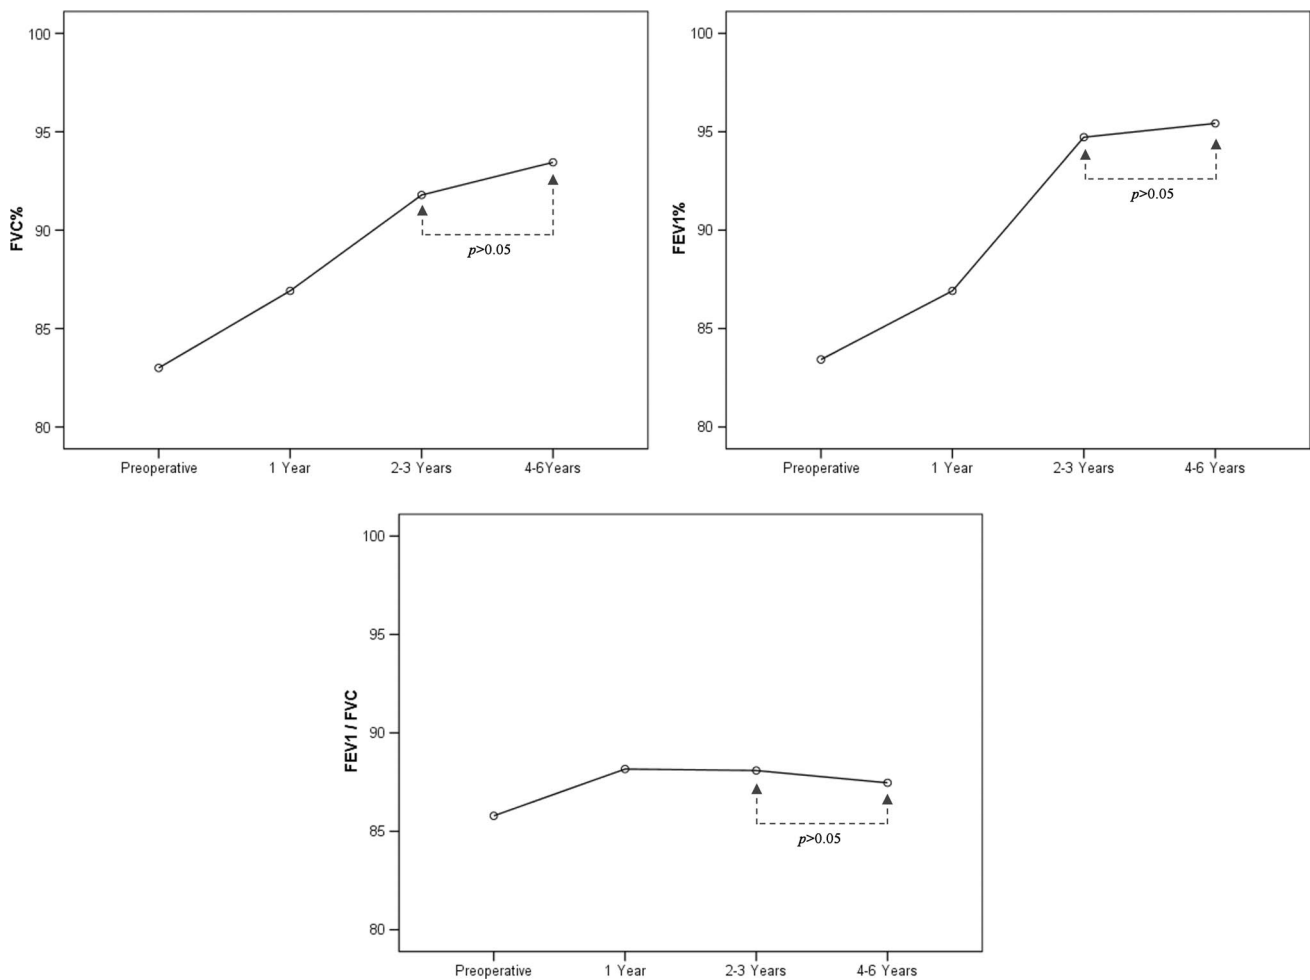 FVC%
100
95
90
85
80
p>0.05
Preoperative
1 Year
2-3 Years
4-6Years
FEV1%
100
95
90
85
80
p>0.05
Preoperative
1 Year
2-3 Years
4-6 Years
FEV1 / FVC
100
95
90
85
80
p>0.05
Preoperative
1 Year
2-3 Years
4-6 Years